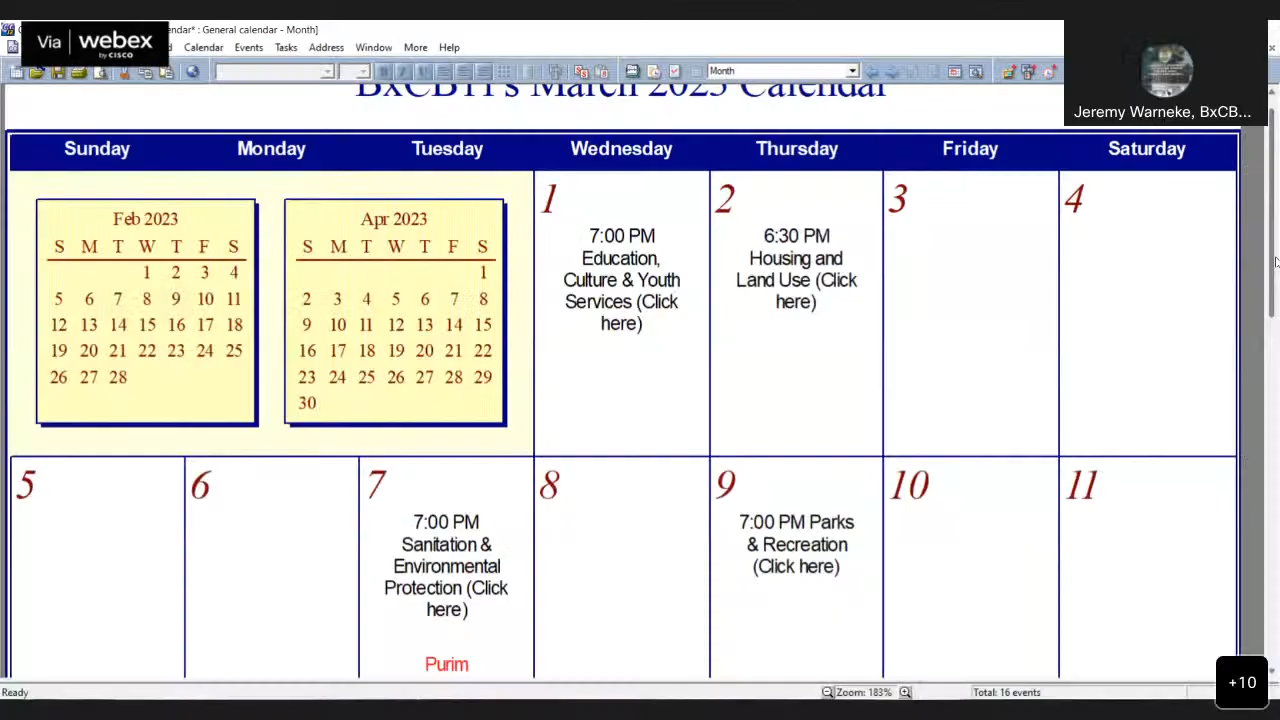 Via webex
by CISCO
endar* : General calendar - Month]
Calendar Events Tasks Address Window More Help
Month
Jeremy Warneke, BxCB...
BxCB11's March 2023 Calendar
Sunday Monday Tuesday Wednesday Thursday Friday Saturday
Feb 2023
S M T W T F S
1 2 3 4
5 6 7 8 9 10 11
12 13 14 15 16 17 18
19 20 21 22 23 24 25
26 27 28
Apr 2023
S M T W T F S
1
2 3 4 5 6 7 8
9 10 11 12 13 14 15
16 17 18 19 20 21 22
23 24 25 26 27 28 29
30
1
7:00 PM
Education,
Culture & Youth
Services (Click
here)
2
6:30 PM
Housing and
Land Use (Click
here)
3
4
5
6
7
7:00 PM
Sanitation &
Environmental
Protection (Click
here)
Purim
8
9
7:00 PM Parks
& Recreation
(Click here)
10
11
Ready
Zoom: 183%
Total: 16 events
+10